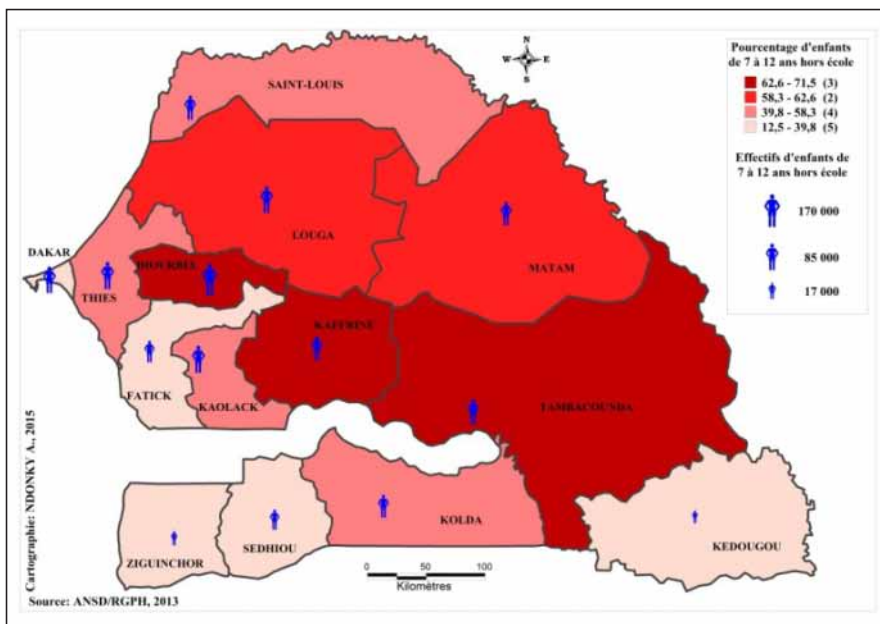 N
W E
S
Pourcentage d'enfants
de 7 à 12 ans hors école
62,6 - 71,5 (3)
58,3 - 62,6 (2)
39,8 - 58,3 (4)
12,5 - 39,8 (5)
Effectifs d'enfants de
7 à 12 ans hors école
170 000
85 000
17 000
SAINT-LOUIS
LOUGA
MATAM
DAKAR
THIES
DIOURBEL
KAFFRINE
FATICK
KAOLACK
TAMBACOUNDA
ZIGUINCHOR
SEDHIOU
KOLDA
KEDOUGOU
0 50 100
Kilomètres
Cartographie: NDONKY A., 2015
Source: ANSD/RGPH, 2013